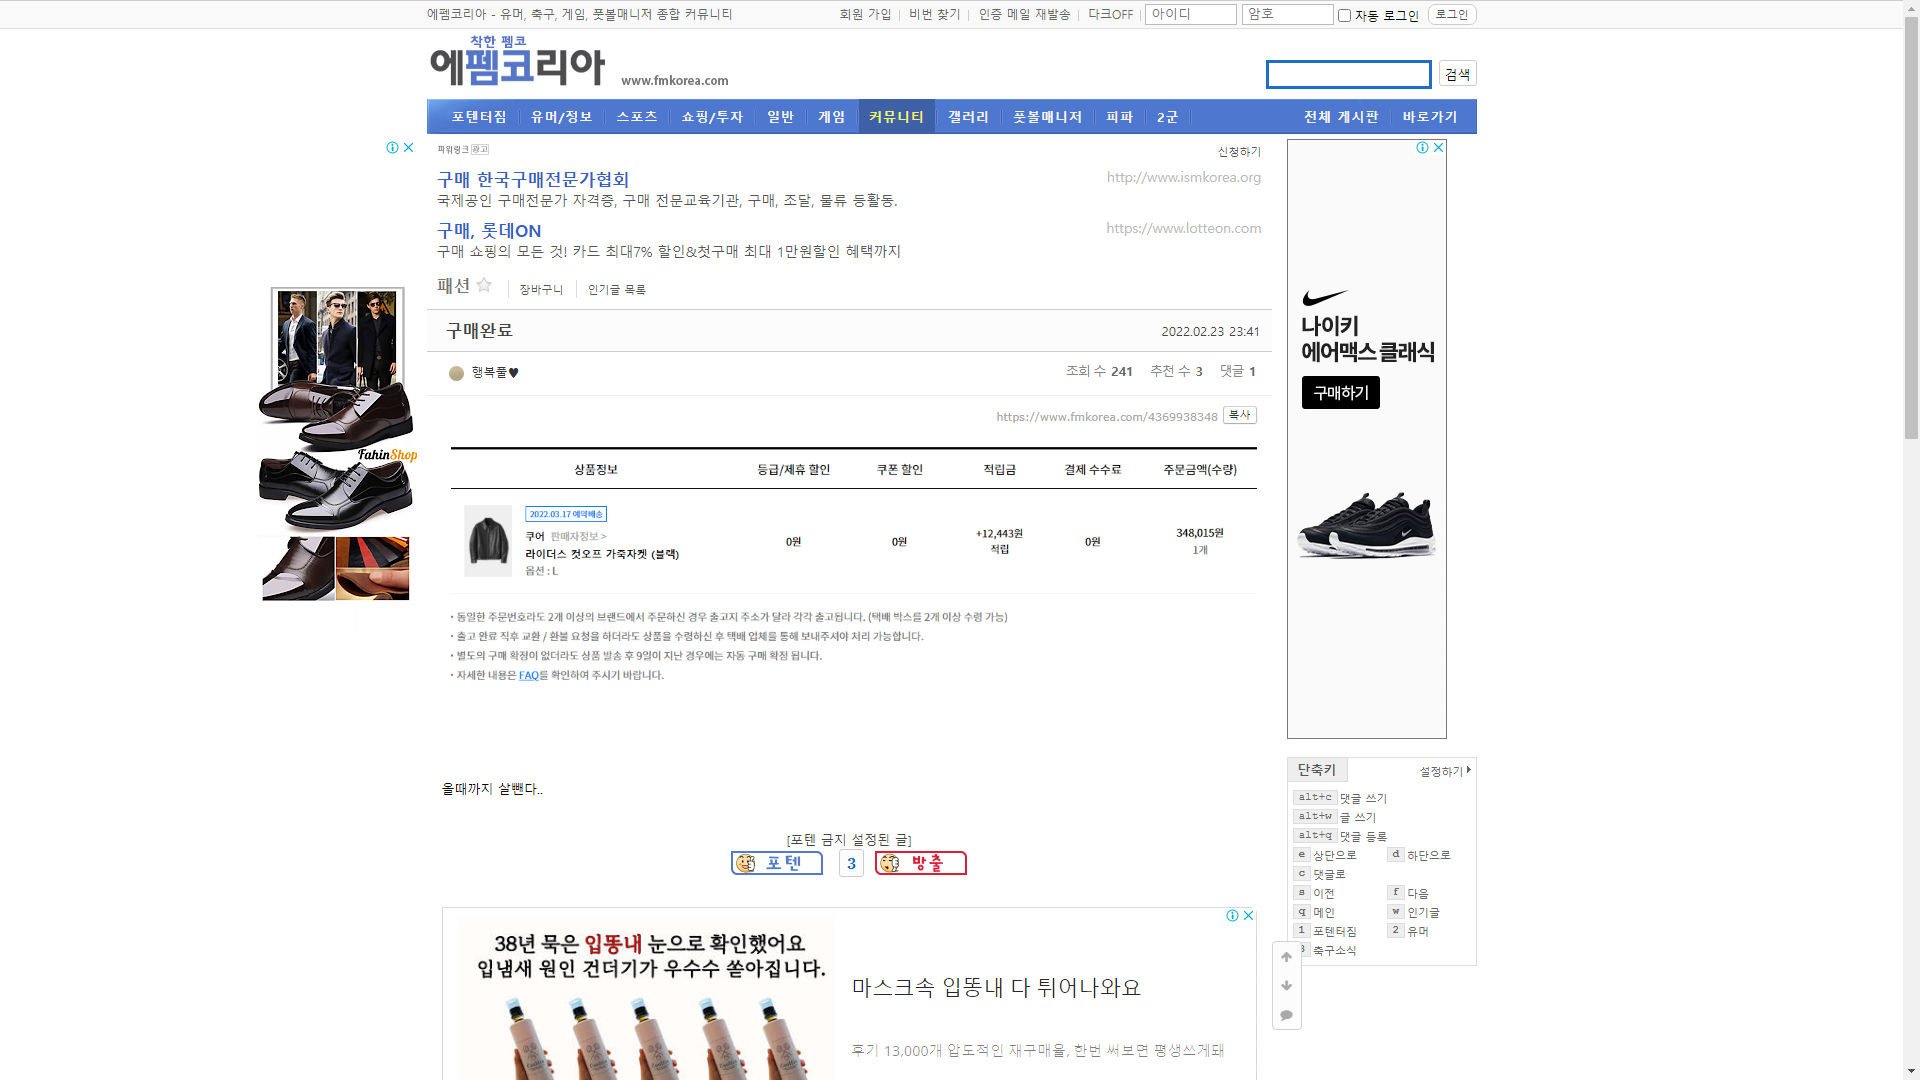 에펨코리아 - 유머, 축구, 게임, 풋볼매니저 종합 커뮤니티
회원 가입
비번 찾기
인증 메일 재발송
다크OFF
아이디
암호
자동 로그인
로그인
착한 펨코
에펨코리아
www.fmkorea.com
검색
포텐터짐
유머/정보
스포츠
쇼핑/투자
일반
게임
커뮤니티
갤러리
풋볼매니저
피파
2군
전체 게시판
바로가기
파워링크 광고
신청하기
구매 한국구매전문가협회
http://www.ismkorea.org
국제공인 구매전문가 자격증, 구매 전문교육기관, 구매, 조달, 물류 등활동.
구매, 롯데ON
https://www.lotteon.com
구매 쇼핑의 모든 것! 카드 최대7% 할인&첫구매 최대 1만원할인 혜택까지
패션
장바구니
인기글 목록
구매완료
2022.02.23 23:41
행복풀♥
조회 수 241
추천 수 3
댓글 1
https://www.fmkorea.com/4369938348
복사
상품정보
등급/제휴 할인
쿠폰 할인
적립금
결제 수수료
주문금액(수량)
2022.03.17 예약배송
쿠어 판매자정보 >
라이더스 컷오프 가죽자켓 (블랙)
옵션 : L
0원
0원
+12,443원
적립
0원
348,015원
1개
· 동일한 주문번호라도 2개 이상의 브랜드에서 주문하신 경우 출고지 주소가 달라 각각 출고됩니다. (택배 박스를 2개 이상 수령 가능)
· 출고 완료 직후 교환 / 환불 요청을 하더라도 상품을 수령하신 후 택배 업체를 통해 보내주셔야 처리 가능합니다.
· 별도의 구매 확정이 없더라도 상품 발송 후 9일이 지난 경우에는 자동 구매 확정 됩니다.
· 자세한 내용은 FAQ를 확인하여 주시기 바랍니다.
올때까지 살뺀다..
[포텐 금지 설정된 글]
포텐
3
방출
38년 묵은 입똥내 눈으로 확인했어요
입냄새 원인 건더기가 우수수 쏟아집니다.
마스크속 입똥내 다 튀어나와요
후기 13,000개 압도적인 재구매율, 한번 써보면 평생쓰게돼
FahinShop
나이키
에어맥스 클래식
구매하기
단축키
설정하기
alt+c 댓글 쓰기
alt+w 글 쓰기
alt+q 댓글 등록
e 상단으로
d 하단으로
c 댓글로
s 이전
f 다음
q 메인
w 인기글
1 포텐터짐
2 유머
3 축구소식